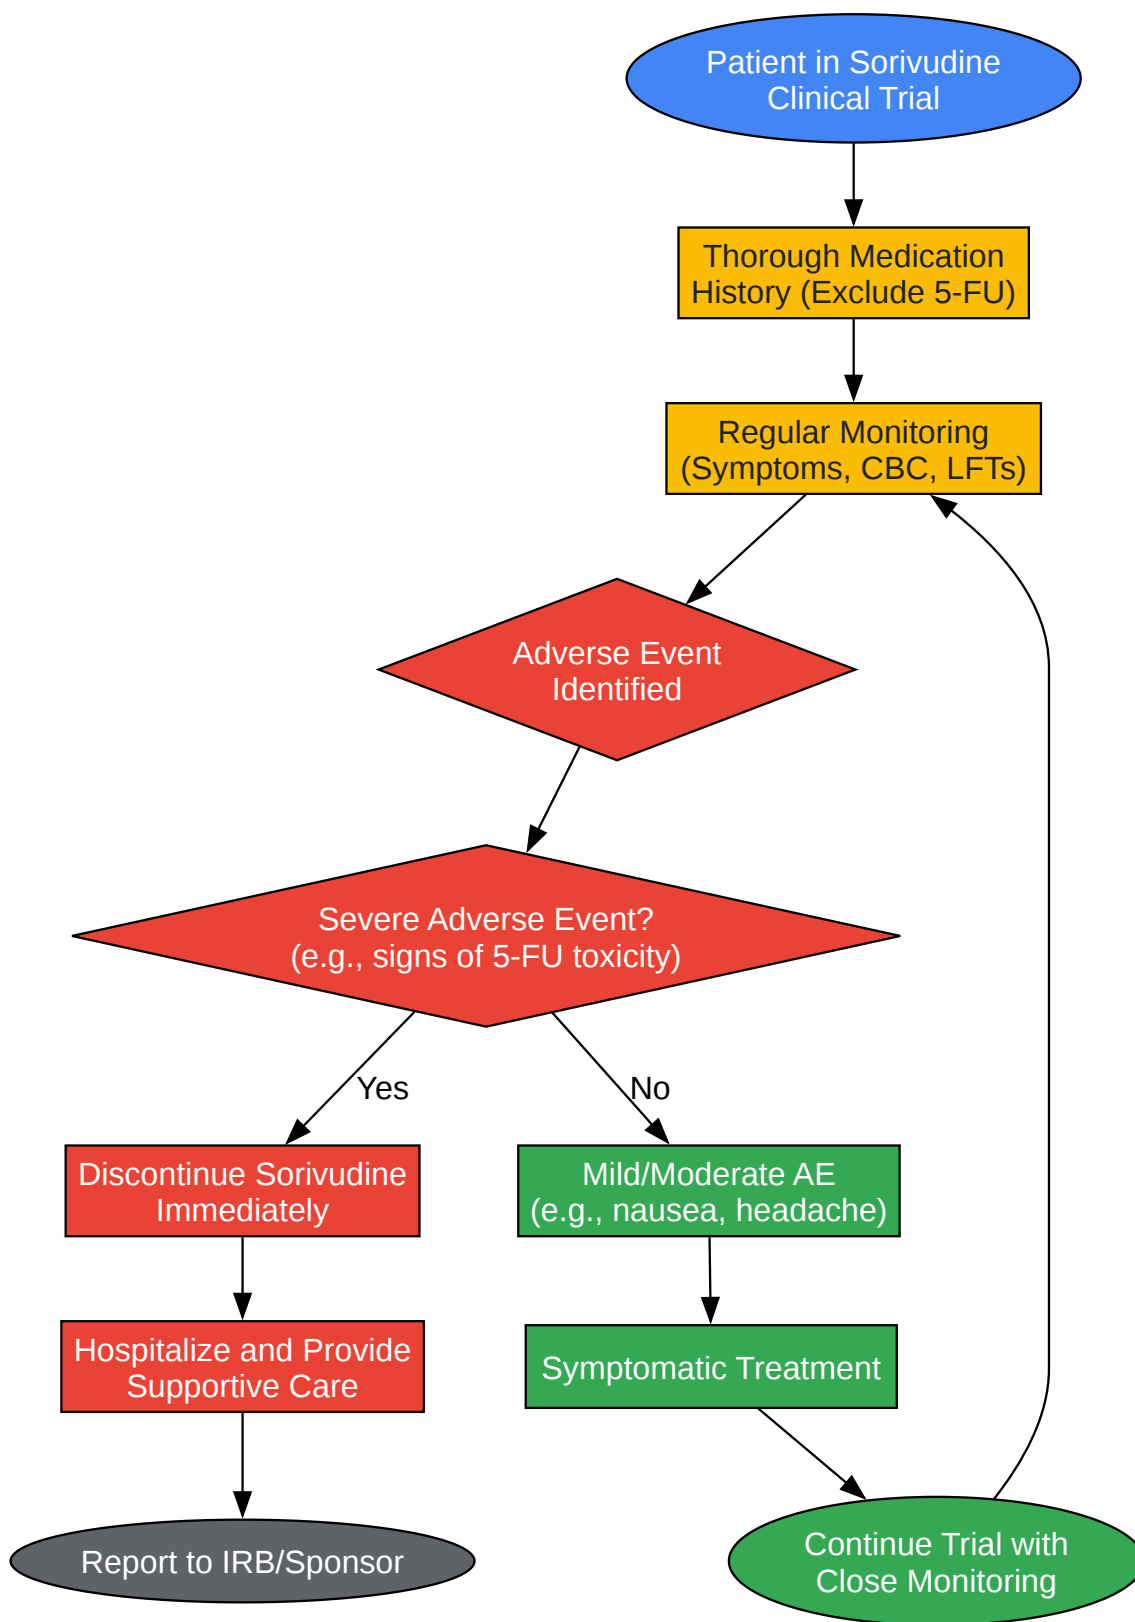 Patient in Sorivudine
Clinical Trial
Thorough Medication
History (Exclude 5-FU)
Regular Monitoring
(Symptoms, CBC, LFTs)
Adverse Event
Identified
Severe Adverse Event?
(e.g., signs of 5-FU toxicity)
Yes
No
Discontinue Sorivudine
Immediately
Mild/Moderate AE
(e.g., nausea, headache)
Hospitalize and Provide
Supportive Care
Symptomatic Treatment
Report to IRB/Sponsor
Continue Trial with
Close Monitoring